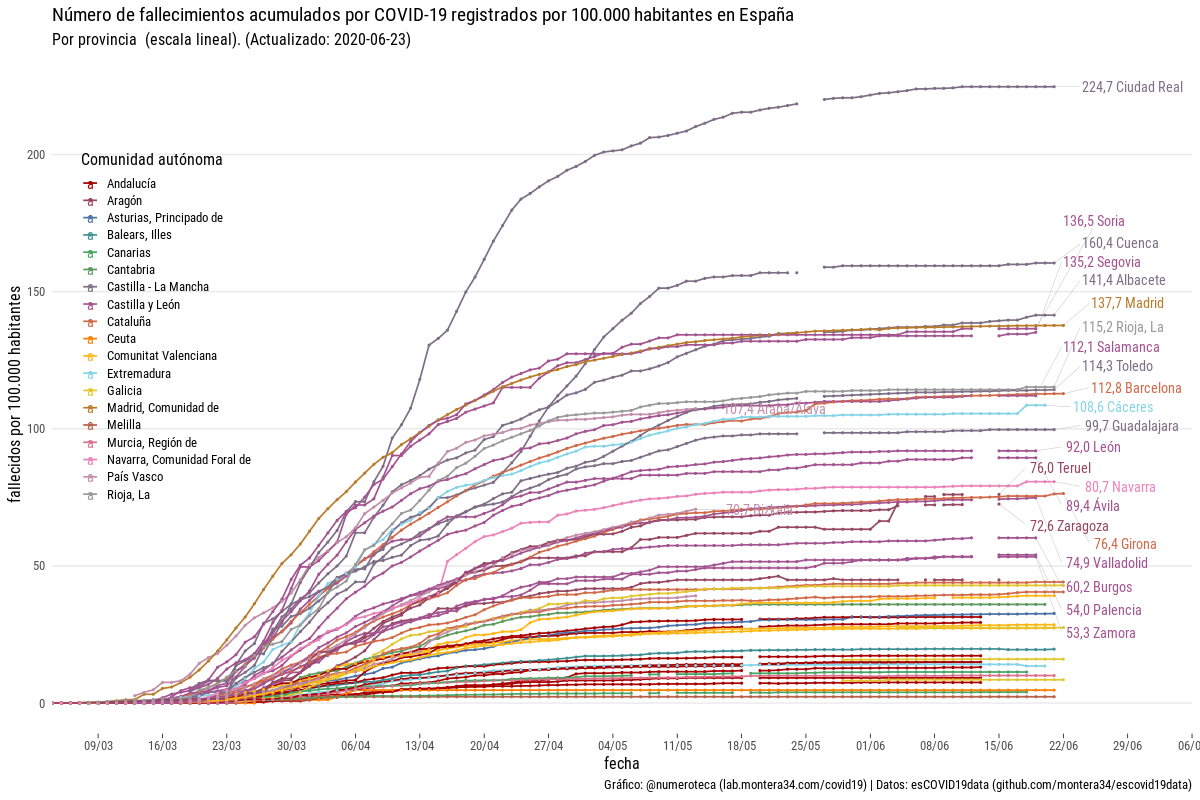 Número de fallecimientos acumulados por COVID-19 registrados por 100.000 habitantes en España
Por provincia (escala lineal). (Actualizado: 2020-06-23)
fallecidos por 100.000 habitantes
200
150
100
50
0
Comunidad autónoma
Andalucía
Aragón
Asturias, Principado de
Balears, Illes
Canarias
Cantabria
Castilla - La Mancha
Castilla y León
Cataluña
Ceuta
Comunitat Valenciana
Extremadura
Galicia
Madrid, Comunidad de
Melilla
Murcia, Región de
Navarra, Comunidad Foral de
País Vasco
Rioja, La
224,7 Ciudad Real
136,5 Soria
160,4 Cuenca
135,2 Segovia
141,4 Albacete
137,7 Madrid
115,2 Rioja, La
112,1 Salamanca
114,3 Toledo
112,8 Barcelona
108,6 Cáceres
107,4 Araba/Álava
99,7 Guadalajara
92,0 León
76,0 Teruel
80,7 Navarra
89,4 Ávila
70,7 Bizkaia
72,6 Zaragoza
76,4 Girona
74,9 Valladolid
60,2 Burgos
54,0 Palencia
53,3 Zamora
09/03
16/03
23/03
30/03
06/04
13/04
20/04
27/04
04/05
11/05
18/05
25/05
01/06
08/06
15/06
22/06
29/06
06/0
fecha
Gráfico: @numeroteca (lab.montera34.com/covid19) | Datos: esCOVID19data (github.com/montera34/escovid19data)